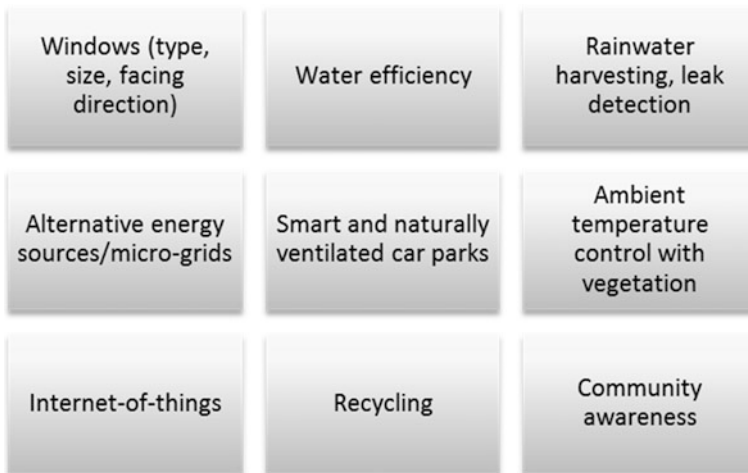 Windows (type,
size, facing
direction)
Water efficiency
Rainwater
harvesting, leak
detection
Alternative energy
sources/micro-grids
Smart and naturally
ventilated car parks
Ambient
temperature
control with
vegetation
Internet-of-things
Recycling
Community
awareness